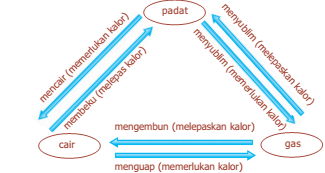 padat
mencair (memerlukan kalor)
membeku (melepas kalor)
menyublim (melepaskan kalor)
menyublim (memerlukan kalor)
mengembun (melepaskan kalor)
cair
gas
menguap (memerlukan kalor)